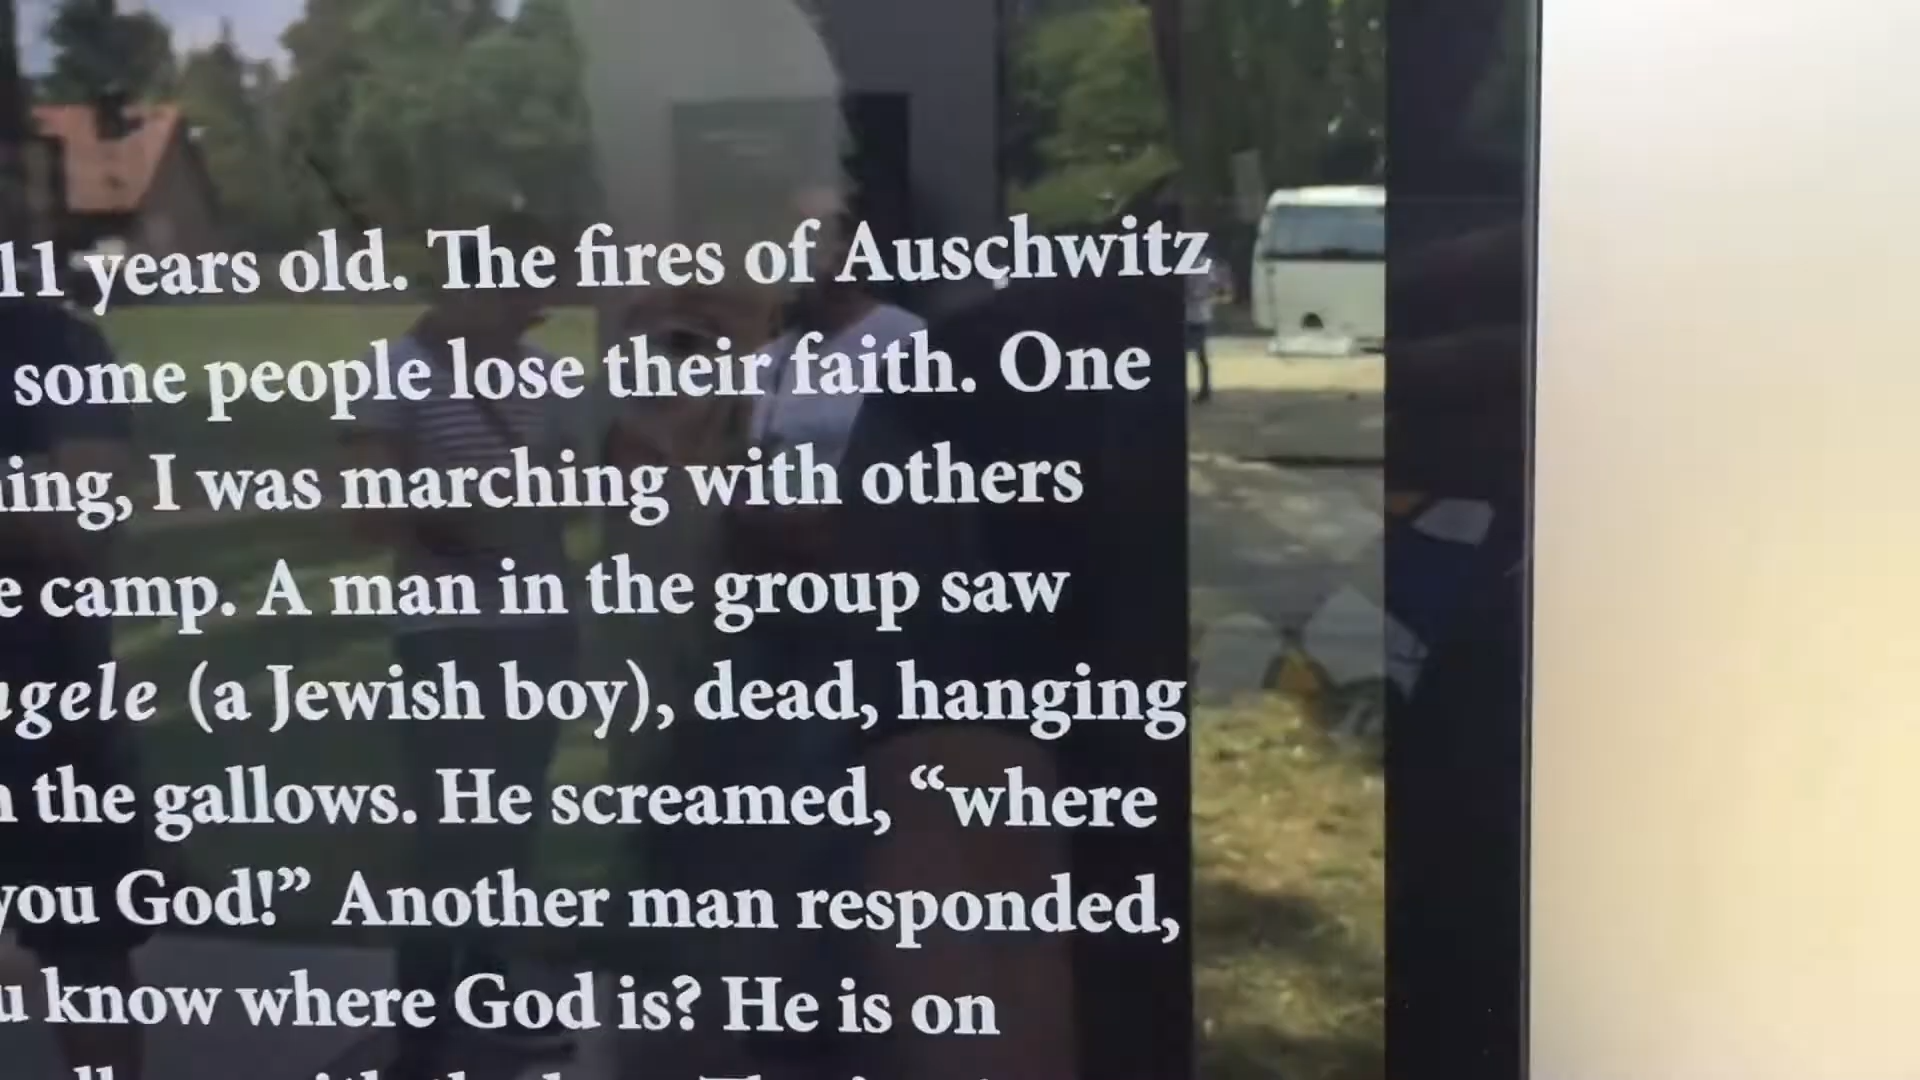 11 years old. The fires of Auschwitz
some people lose their faith. One
ing, I was marching with others
e camp. A man in the group saw
gele (a Jewish boy), dead, hanging
the gallows. He screamed, “where
you God!” Another man responded,
u know where God is? He is on